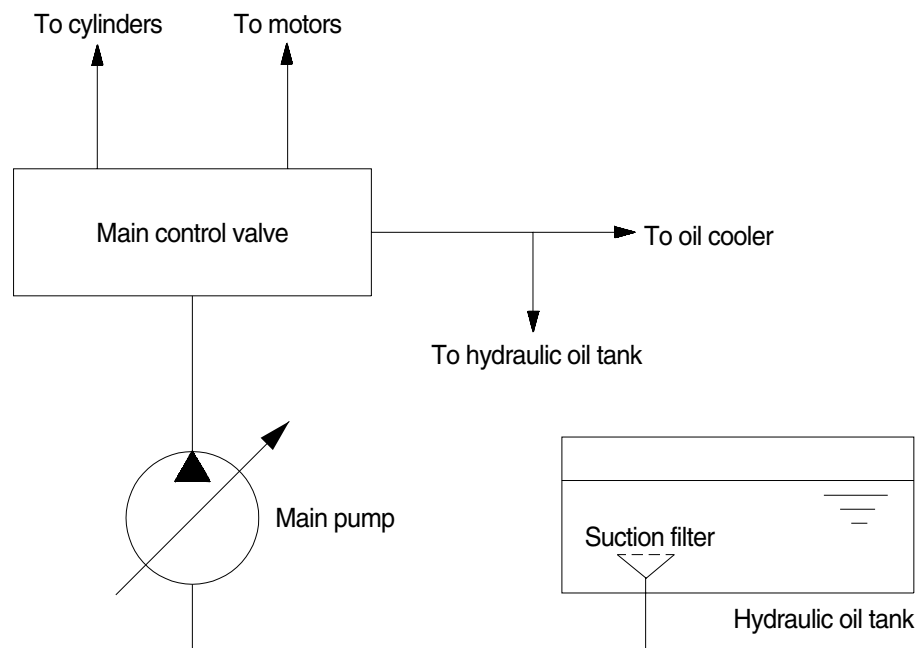 To cylinders
To motors
Main control valve
To oil cooler
To hydraulic oil tank
Main pump
Suction filter
Hydraulic oil tank